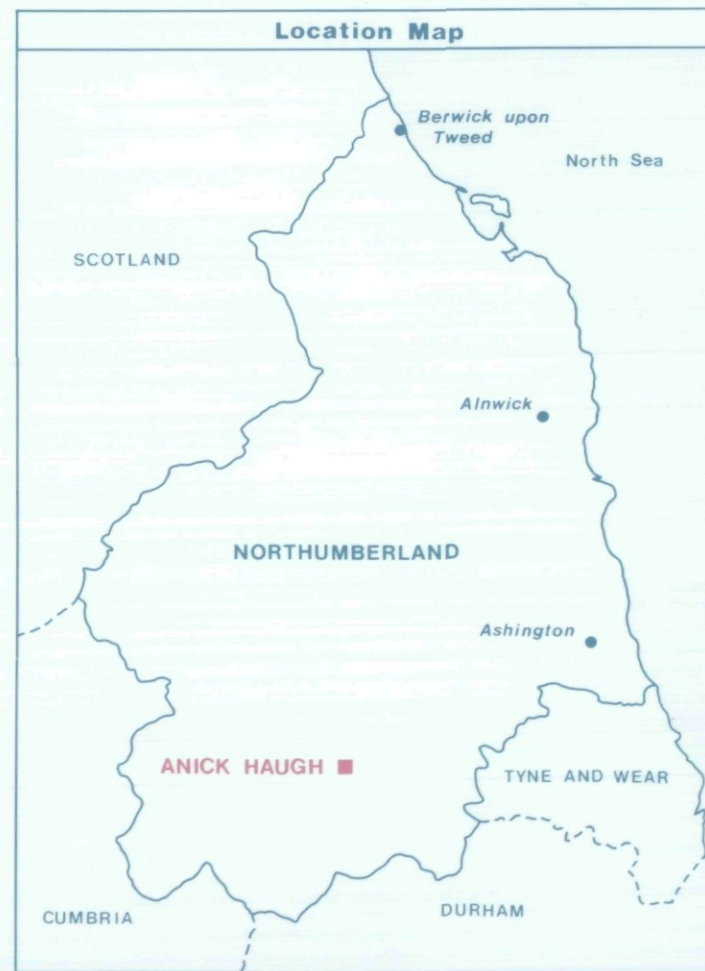 Location Map
Berwick upon
Tweed
North Sea
SCOTLAND
Alnwick
NORTHUMBERLAND
Ashington
ANICK HAUGH
TYNE AND WEAR
CUMBRIA
DURHAM